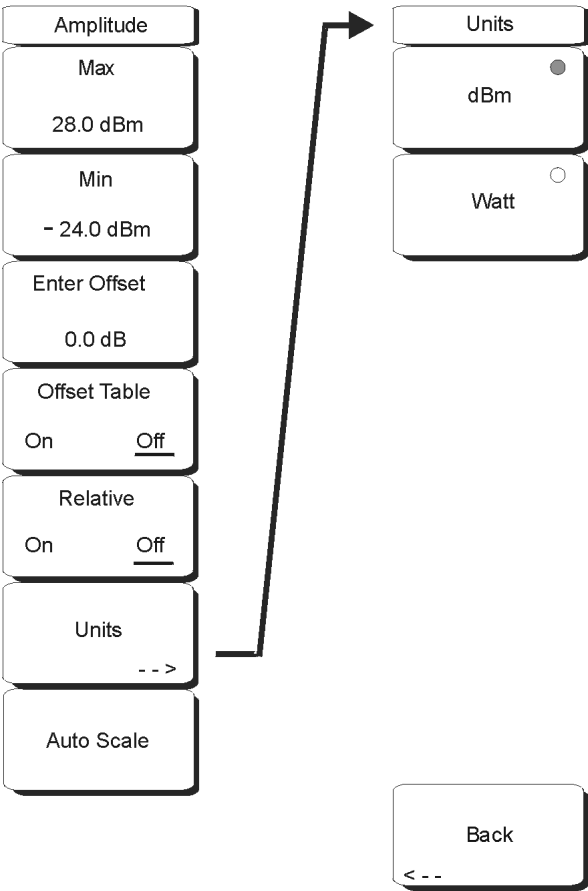 Amplitude
Max
28.0 dBm
Min
- 24.0 dBm
Enter Offset
0.0 dB
Offset Table
On Off
Relative
On Off
Units
- - >
Auto Scale
Units
dBm
Watt
Back
< - -